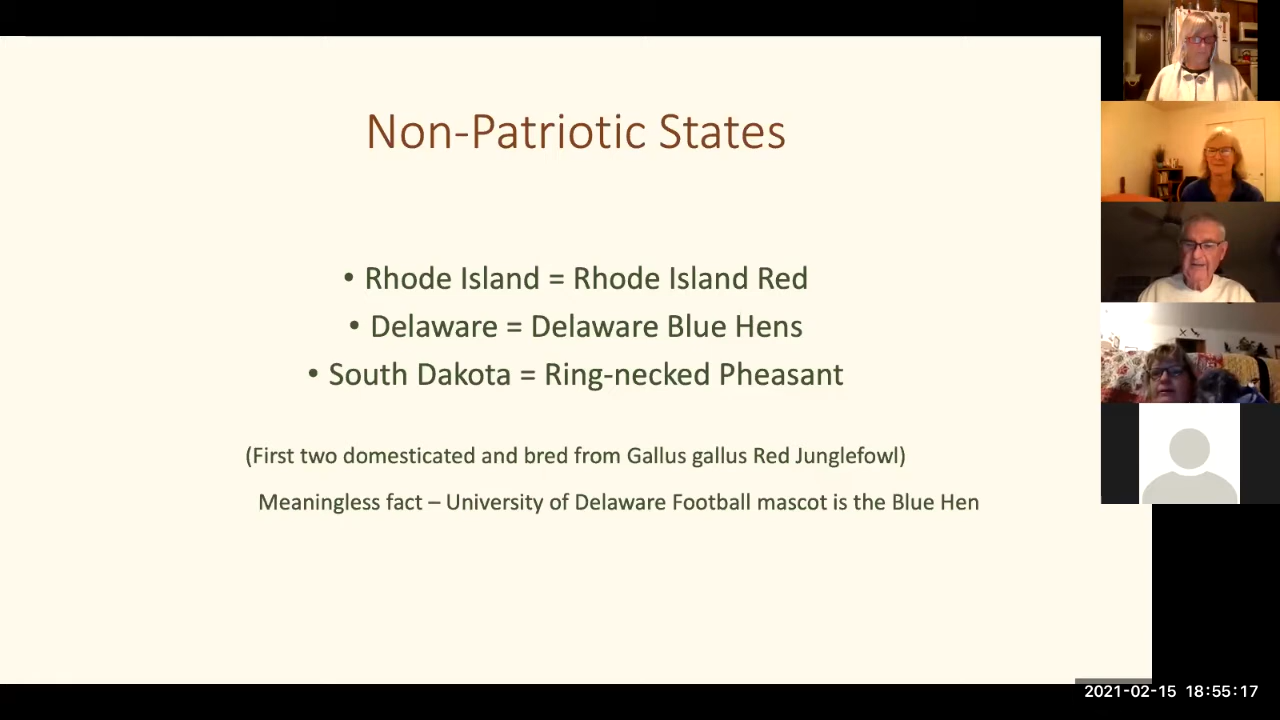 Non-Patriotic States
• Rhode Island = Rhode Island Red
• Delaware = Delaware Blue Hens
• South Dakota = Ring-necked Pheasant
(First two domesticated and bred from Gallus gallus Red Junglefowl)
Meaningless fact – University of Delaware Football mascot is the Blue Hen
2021-02-15 18:55:17